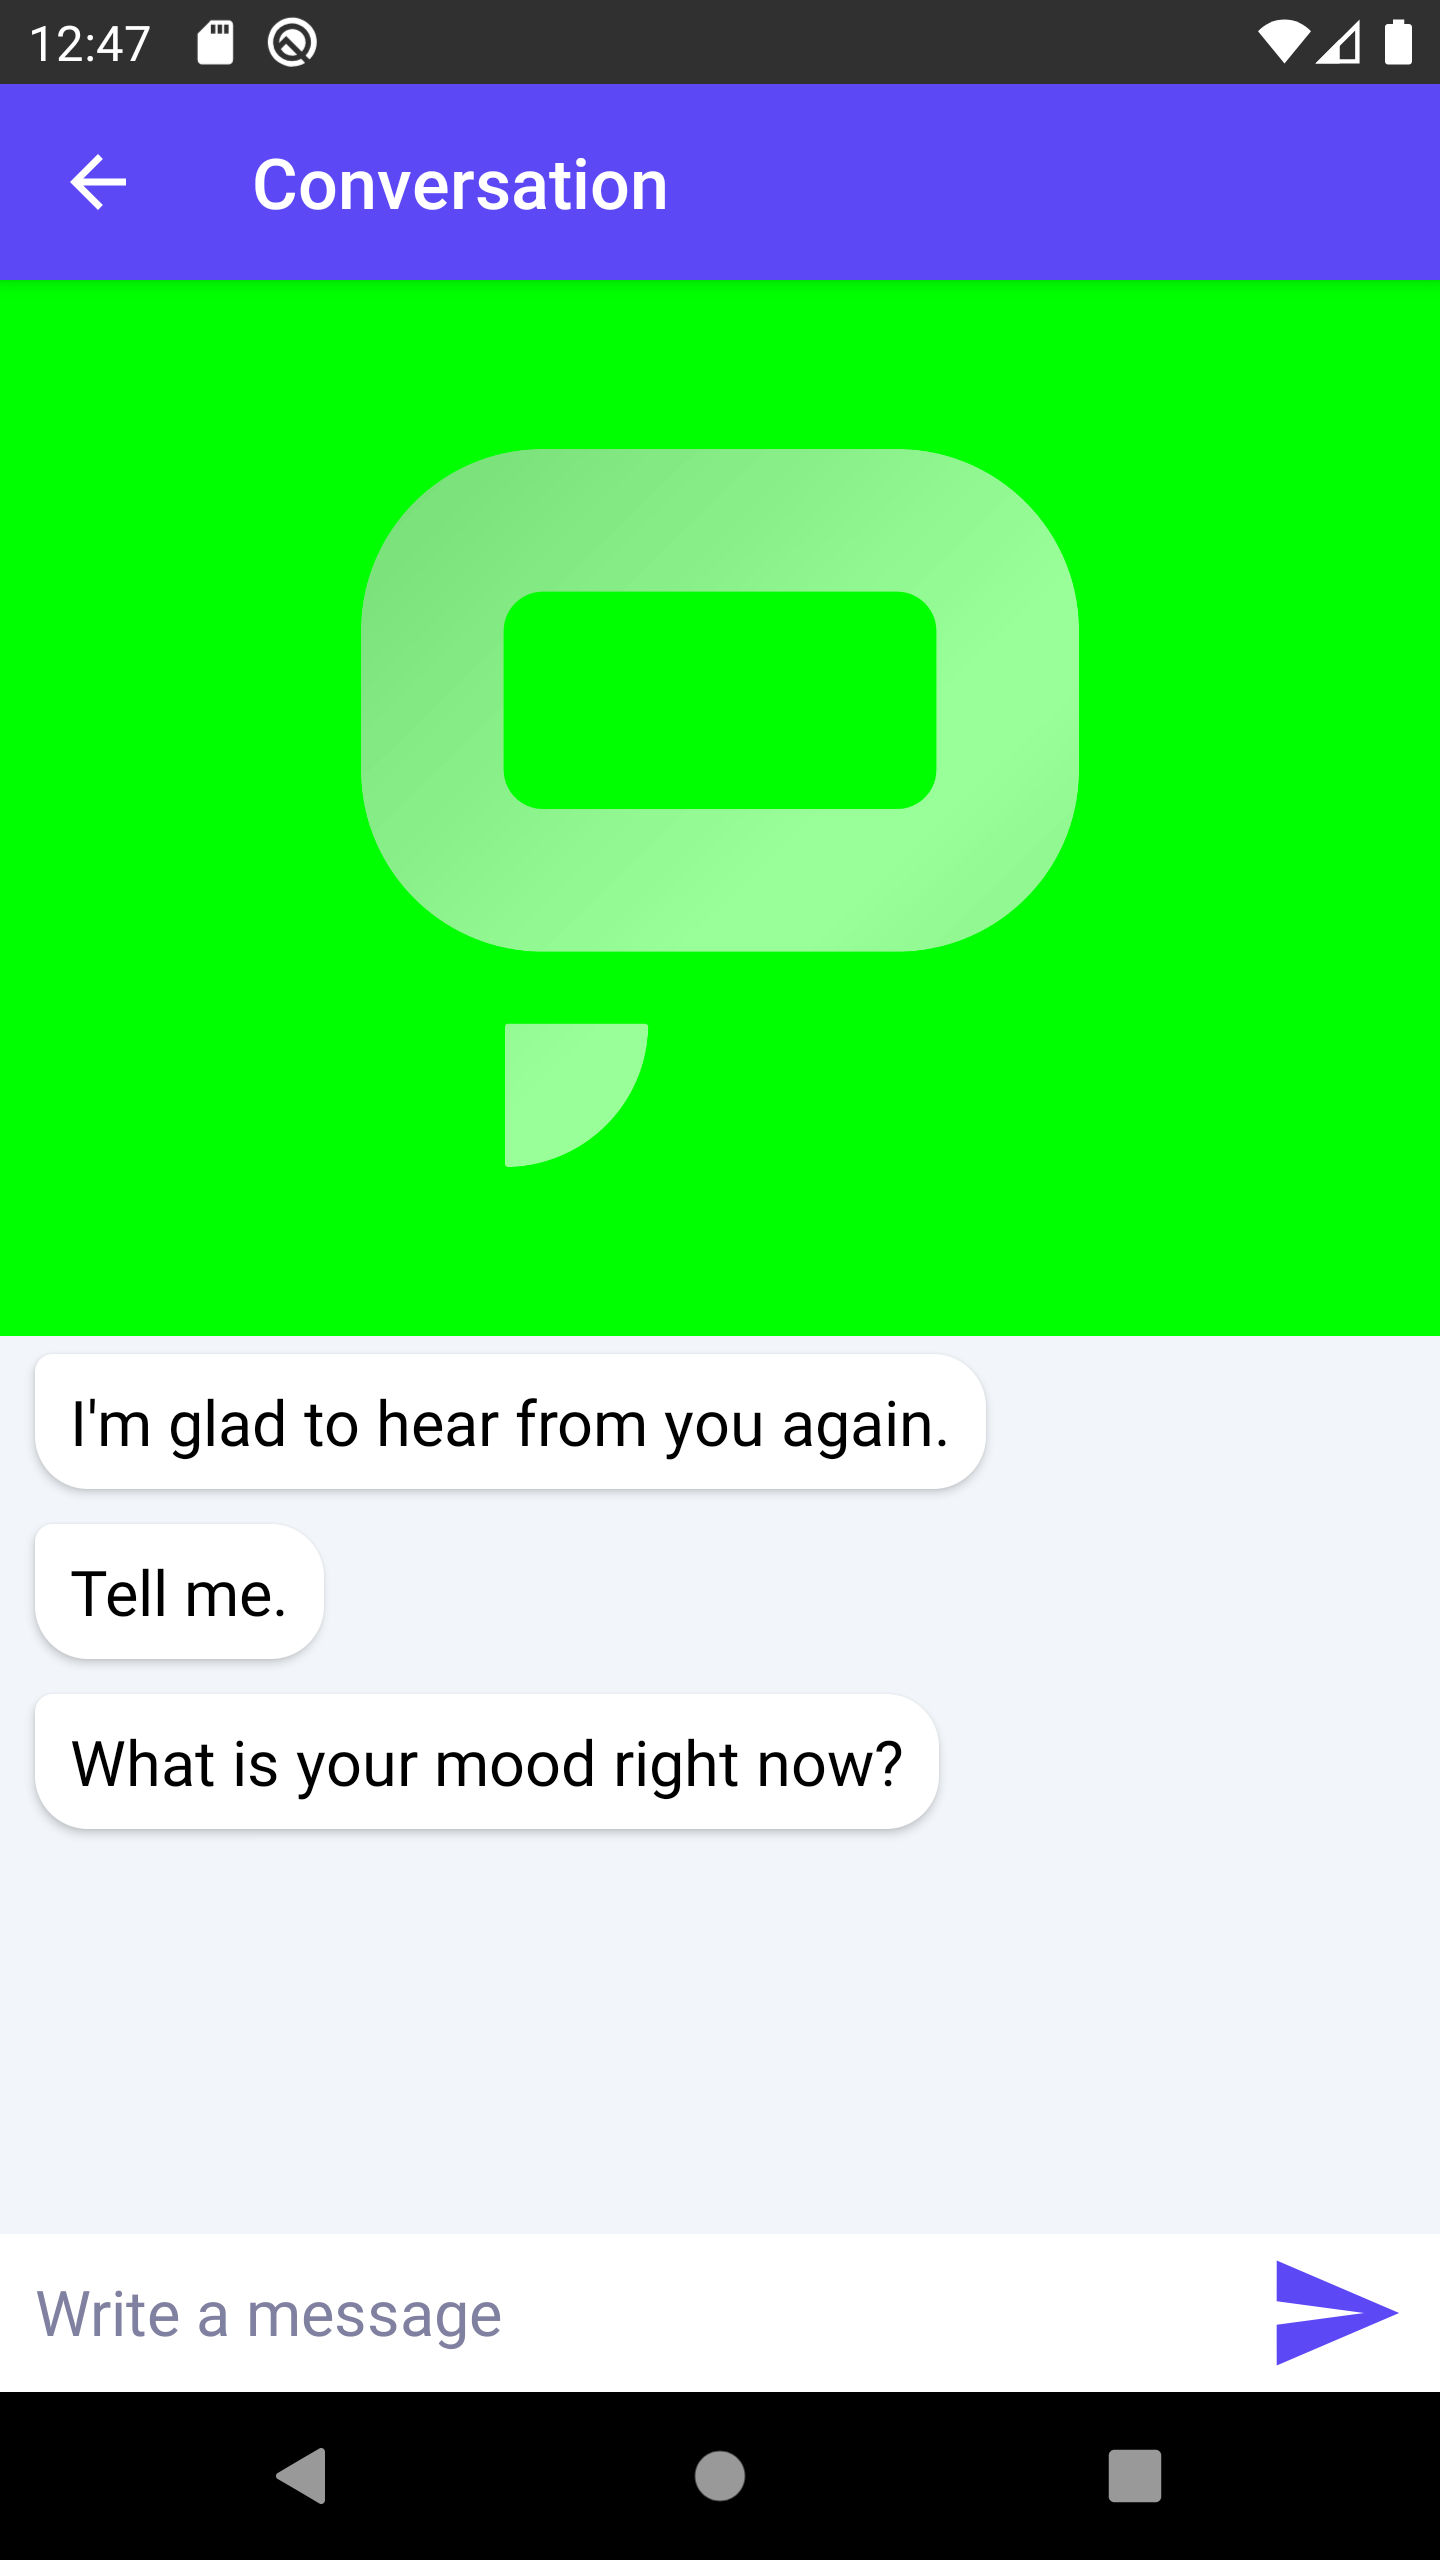 12:47
Conversation
I'm glad to hear from you again.
Tell me.
What is your mood right now?
Write a message